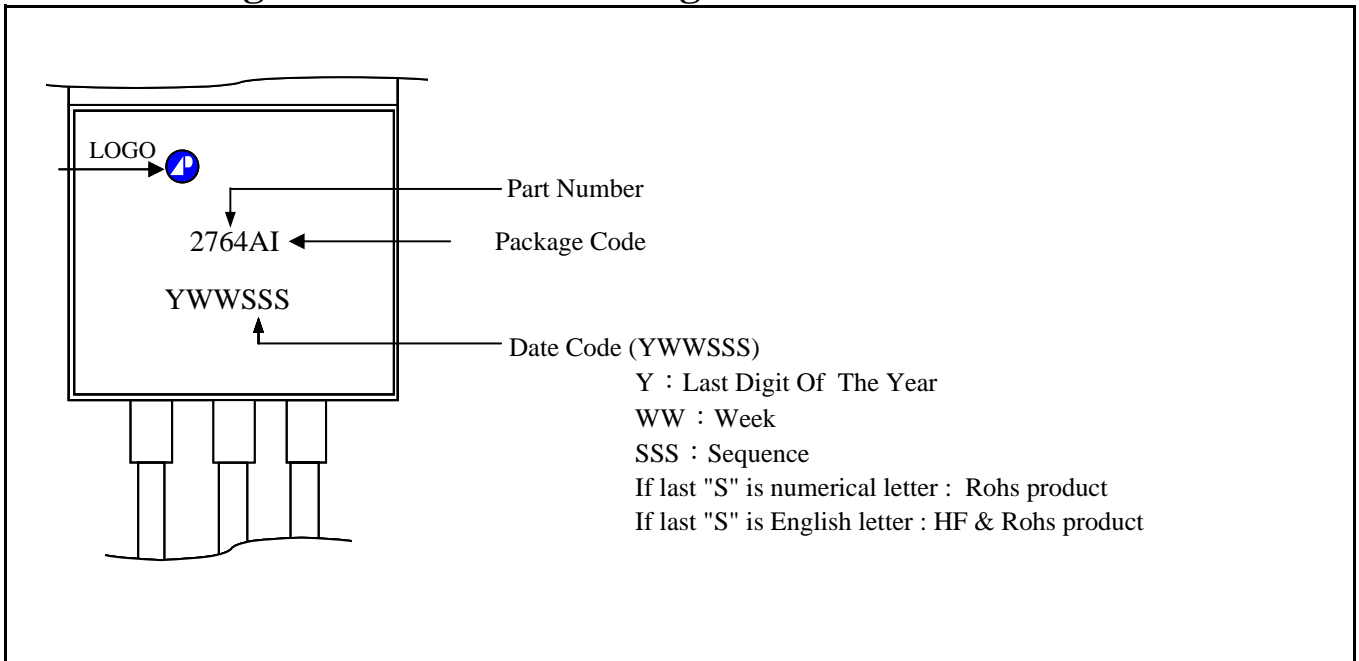 LOGO
Part Number
2764AI
Package Code
YWWSSS
Date Code (YWWSSS)
Y：Last Digit Of The Year
WW：Week
SSS：Sequence
If last "S" is numerical letter : Rohs product
If last "S" is English letter : HF & Rohs product